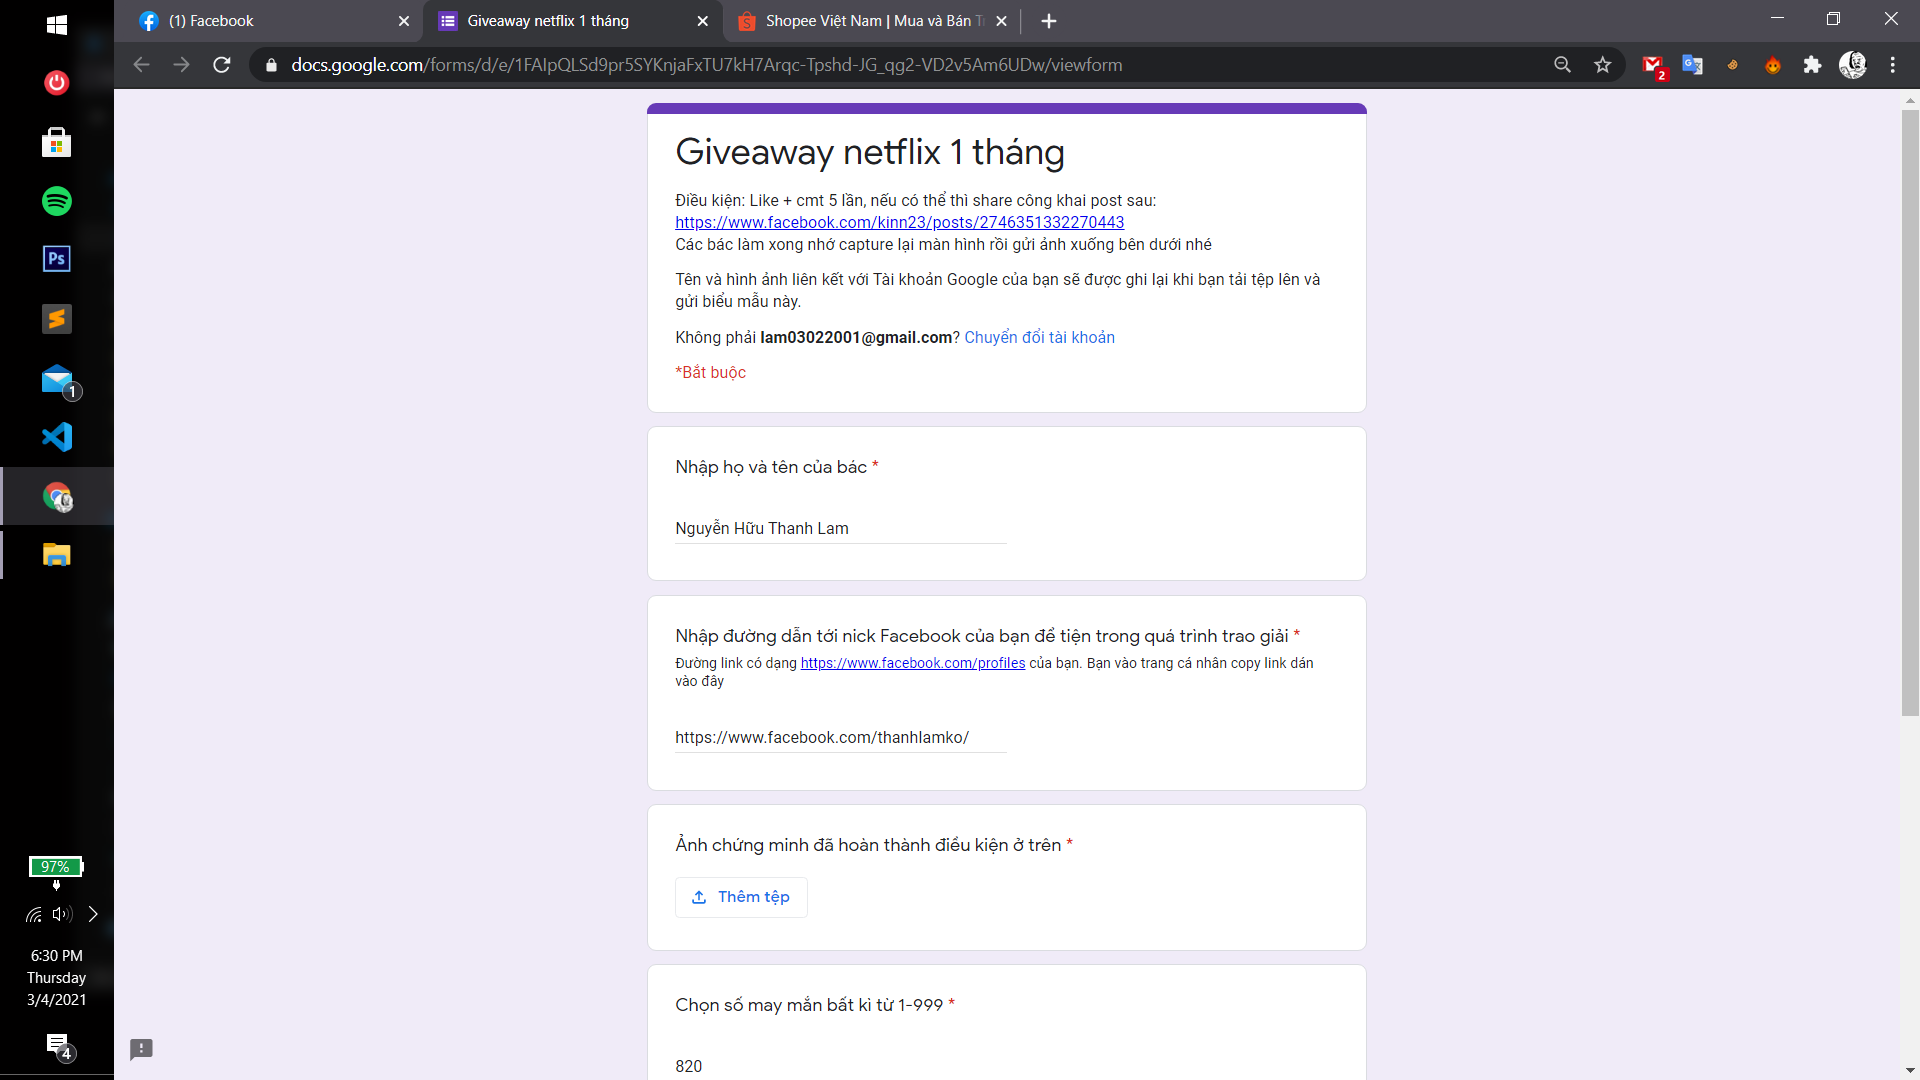 (1) Facebook
Giveaway netflix 1 tháng
Shopee Việt Nam | Mua và Bán
docs.google.com/forms/d/e/1FAIpQLSd9pr5SYKnjaFxTU7kH7Arqc-Tpshd-JG_qg2-VD2v5Am6UDw/viewform
2
Giveaway netflix 1 tháng
Điều kiện: Like + cmt 5 lần, nếu có thể thì share công khai post sau:
https://www.facebook.com/kinn23/posts/2746351332270443
Các bác làm xong nhớ capture lại màn hình rồi gửi ảnh xuống bên dưới nhé
Tên và hình ảnh liên kết với Tài khoản Google của bạn sẽ được ghi lại khi bạn tải tệp lên và
gửi biểu mẫu này.
Không phải lam03022001@gmail.com? Chuyển đổi tài khoản
*Bắt buộc
Nhập họ và tên của bác *
Nguyễn Hữu Thanh Lam
Nhập đường dẫn tới nick Facebook của bạn để tiện trong quá trình trao giải *
Đường link có dạng https://www.facebook.com/profiles của bạn. Bạn vào trang cá nhân copy link dán
vào đây
https://www.facebook.com/thanhlamko/
Ảnh chứng minh đã hoàn thành điều kiện ở trên *
Thêm tệp
Chọn số may mắn bất kì từ 1-999 *
820
Ps
1
97%
6:30 PM
Thursday
3/4/2021
4